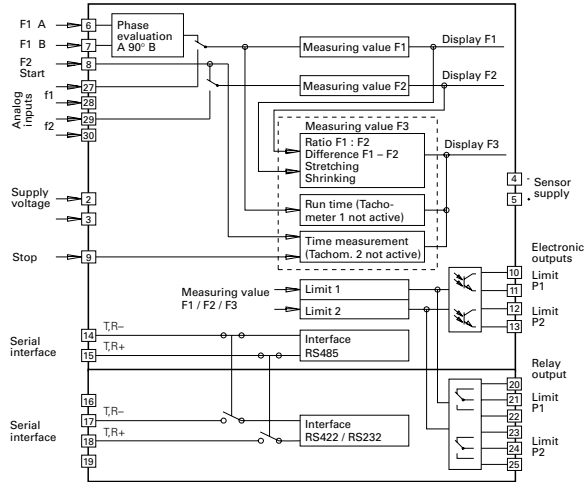 F1 A
6
Phase
evaluation
A 90° B
F1 B
7
F2
Start
8
Measuring value F1
Display F1
Measuring value F2
Display F2
Analog
inputs
f1
f2
27
28
29
30
Measuring value F3
Ratio F1 : F2
Difference F1 – F2
Stretching
Shrinking
Display F3
Run time (Tacho-
meter 1 not active)
Time measurement
(Tachom. 2 not active)
4
5
Sensor
supply
Supply
voltage
2
3
Stop
9
Measuring value
F1 / F2 / F3
Limit 1
Limit 2
Electronic
outputs
10
11
12
13
Limit
P1
Limit
P2
Serial
interface
14
T,R–
15
T,R+
Interface
RS485
Relay
output
20
21
22
23
24
25
Limit
P1
Limit
P2
Serial
interface
16
17
T,R–
18
T,R+
19
Interface
RS422 / RS232